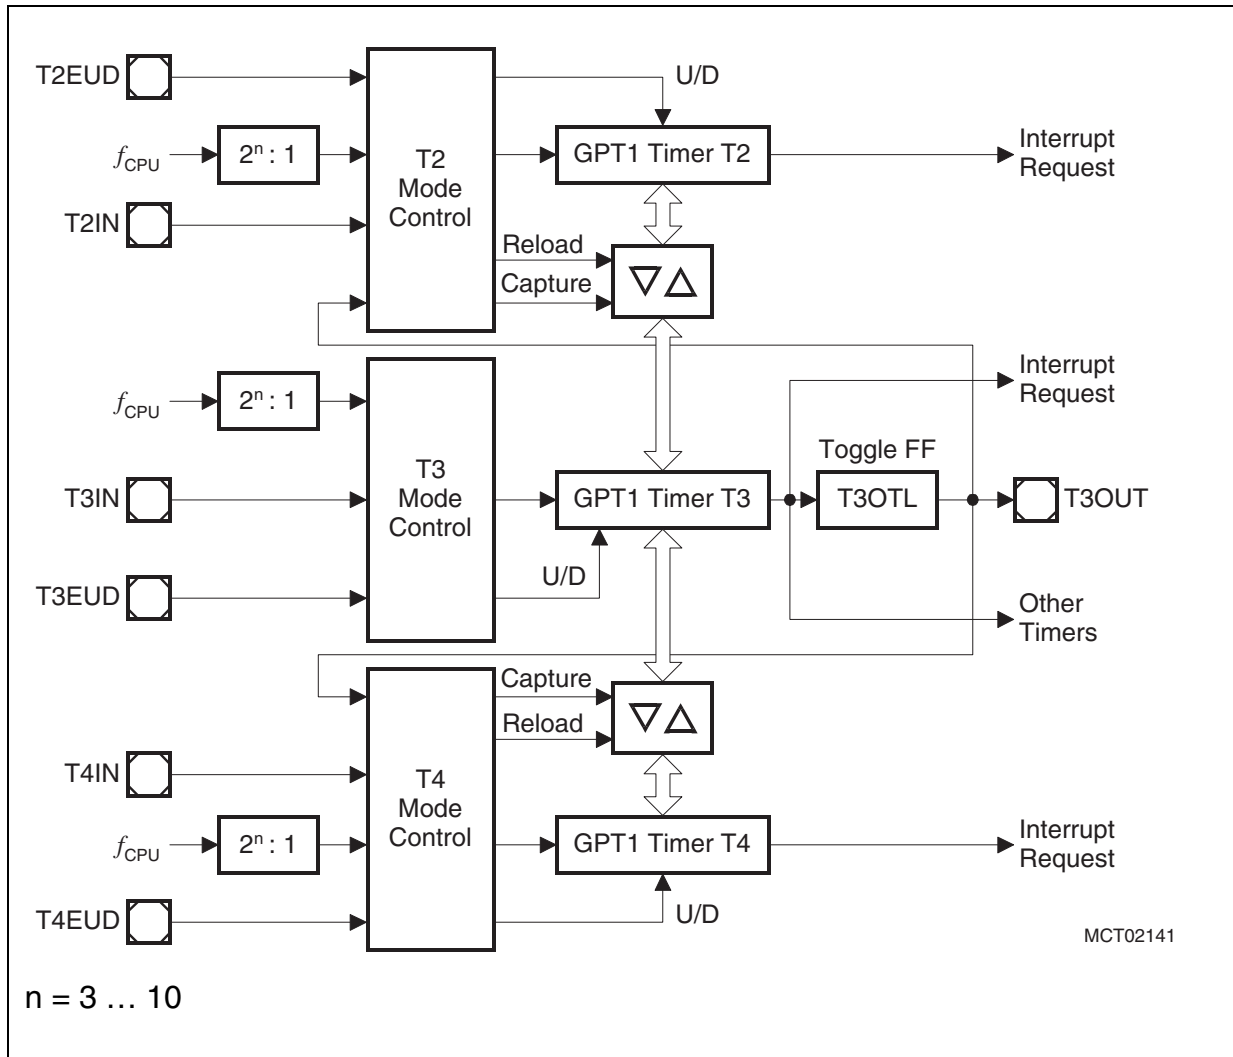 T2EUD
U/D
fCPU
2ⁿ : 1
T2
Mode
Control
GPT1 Timer T2
Interrupt
Request
T2IN
Reload
Capture
fCPU
2ⁿ : 1
Interrupt
Request
T3IN
T3
Mode
Control
GPT1 Timer T3
Toggle FF
T3OTL
T3OUT
U/D
T3EUD
Other
Timers
Capture
Reload
T4IN
T4
Mode
Control
fCPU
2ⁿ : 1
GPT1 Timer T4
Interrupt
Request
T4EUD
U/D
MCT02141
n = 3 … 10